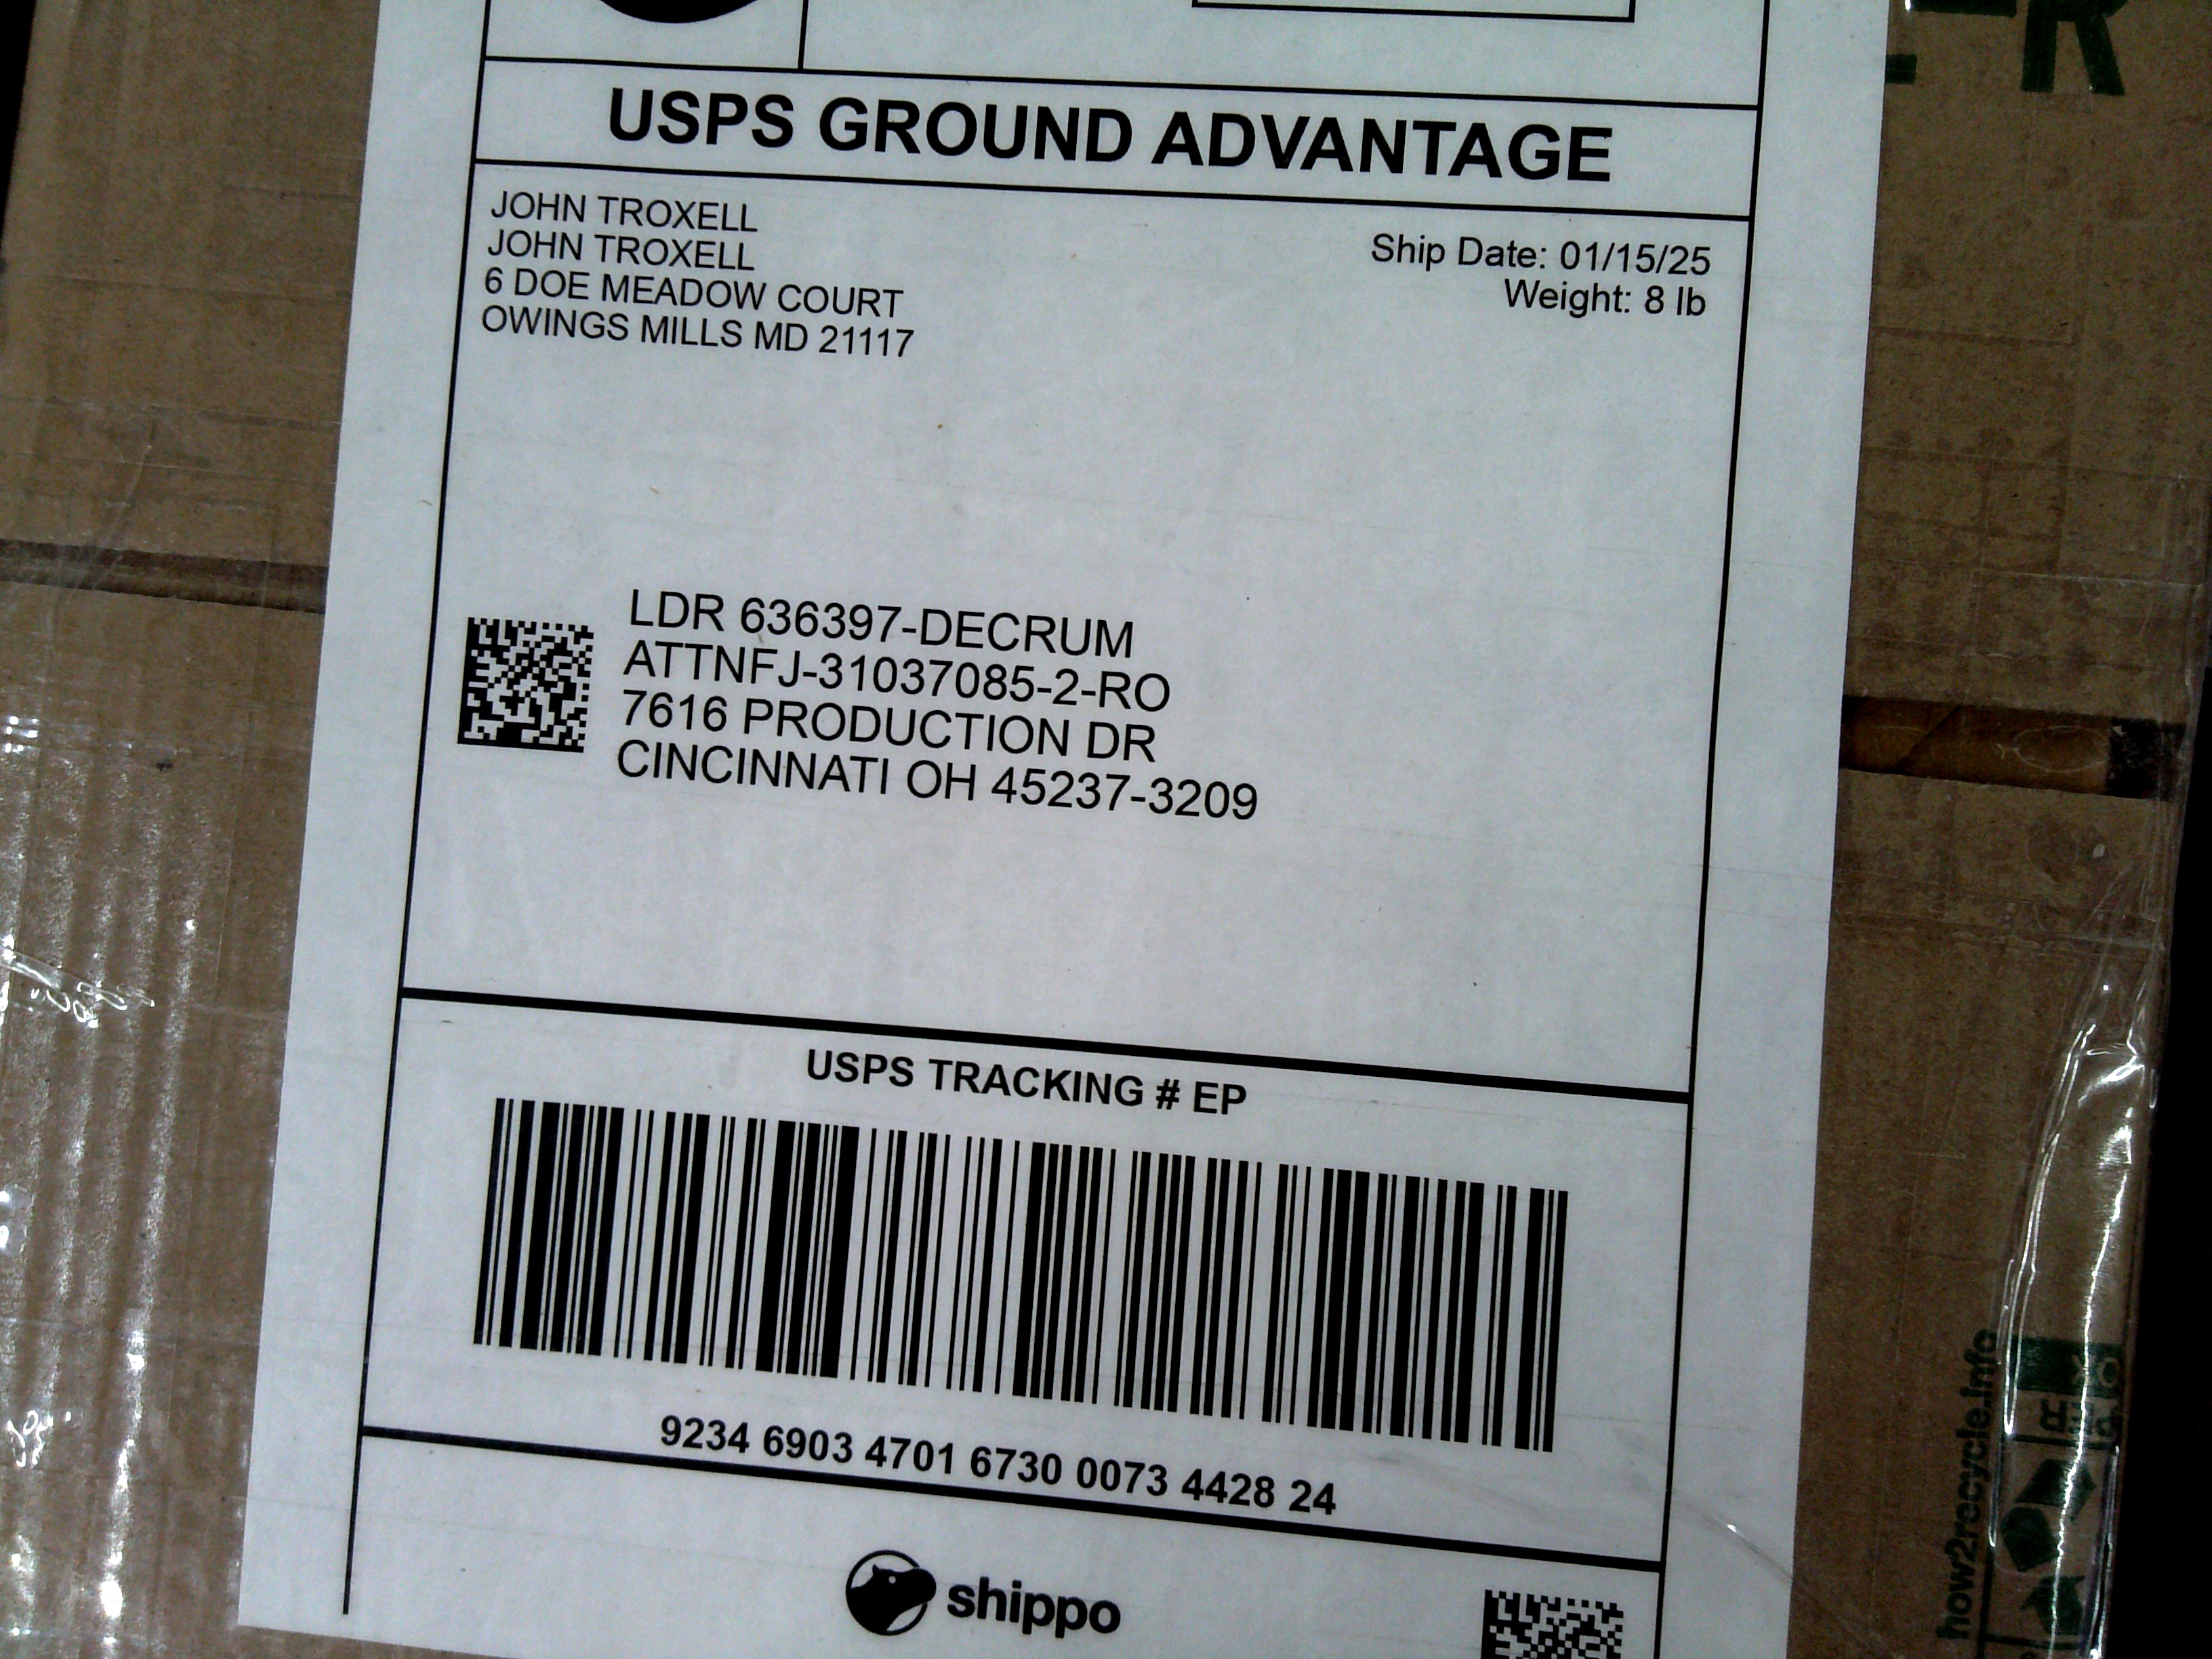 USPS GROUND ADVANTAGE
JOHN TROXELL
JOHN TROXELL
6 DOE MEADOW COURT
OWINGS MILLS MD 21117
Ship Date: 01/15/25
Weight: 8 lb
LDR 636397-DECRUM
ATTNFJ-31037085-2-RO
7616 PRODUCTION DR
CINCINNATI OH 45237-3209
USPS TRACKING # EP
9234 6903 4701 6730 0073 4428 24
shippo
how2recycle.info